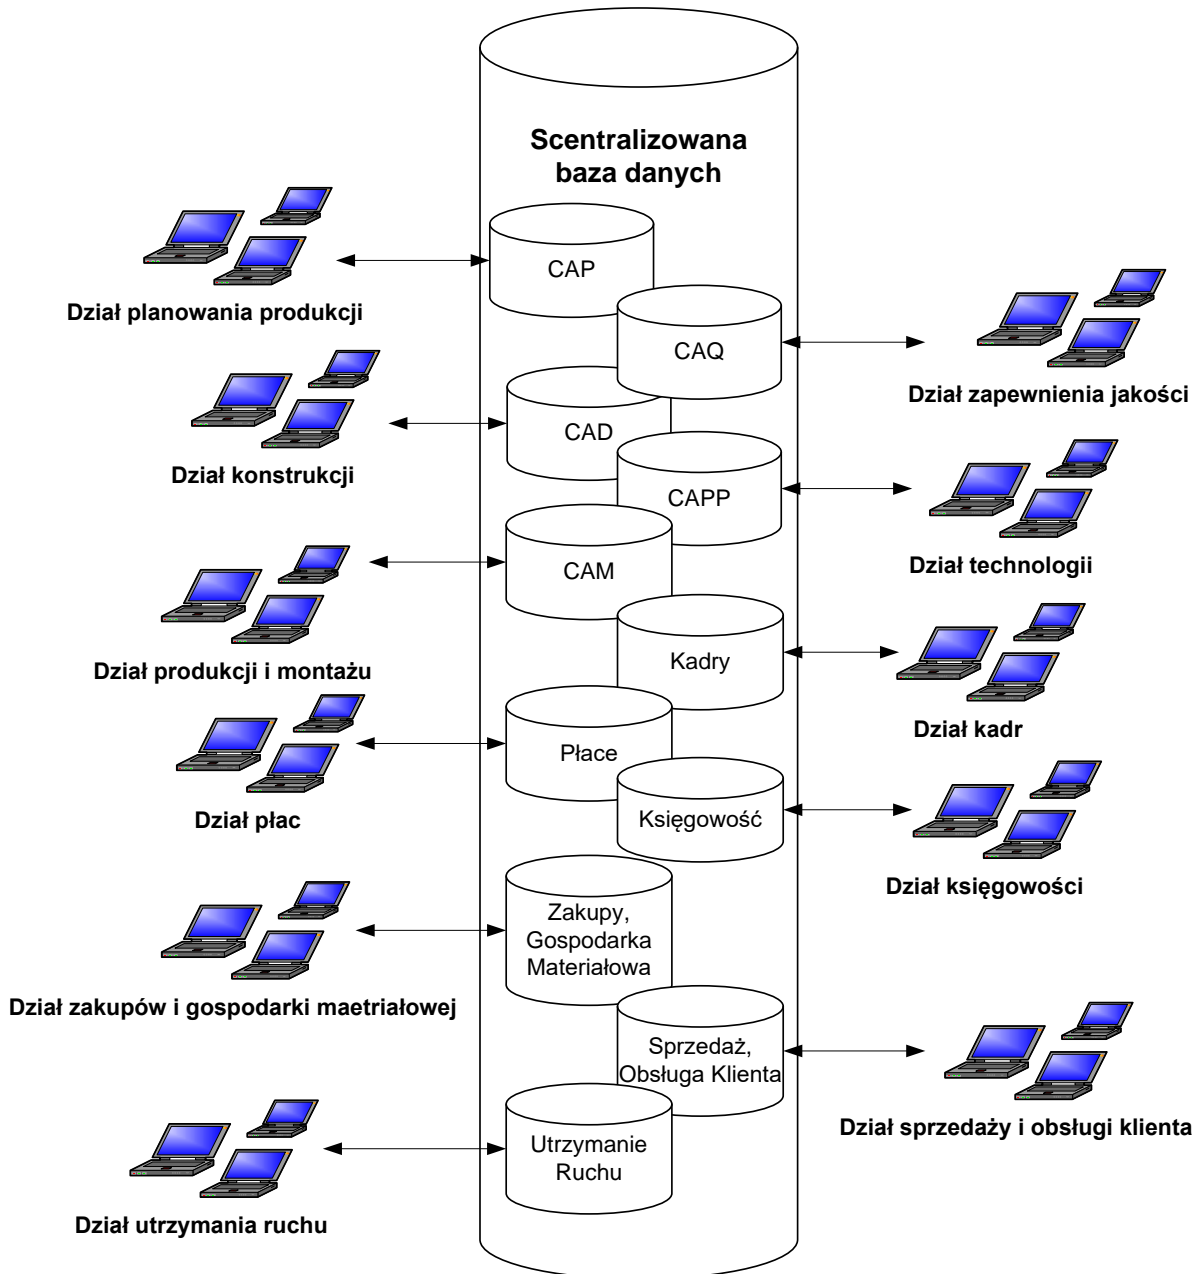 Scentralizowana
baza danych
CAP
Dział planowania produkcji
CAQ
Dział zapewnienia jakości
CAD
Dział konstrukcji
CAPP
Dział technologii
CAM
Dział produkcji i montażu
Kadry
Dział kadr
Płace
Dział płac
Księgowość
Dział księgowości
Zakupy,
Gospodarka
Materiałowa
Dział zakupów i gospodarki maetriałowej
Sprzedaż,
Obsługa Klienta
Dział sprzedaży i obsługi klienta
Utrzymanie
Ruchu
Dział utrzymania ruchu